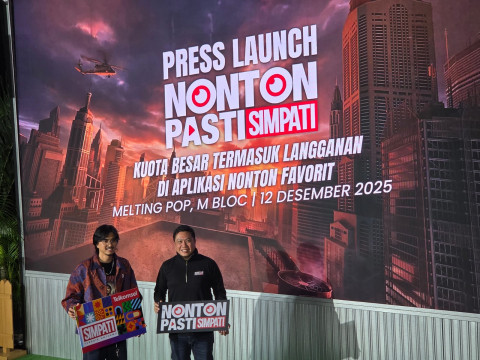 PRESS LAUNCH
NONTON
PASTI SIMPATI
KUOTA BESAR TERMASUK LANGGANAN
DI APLIKASI NONTON FAVORIT
MELTING POP, M BLOC | 12 DESEMBER 2025
Telkomsel
SIMPATI
NONTON
PASTI SIMPATI